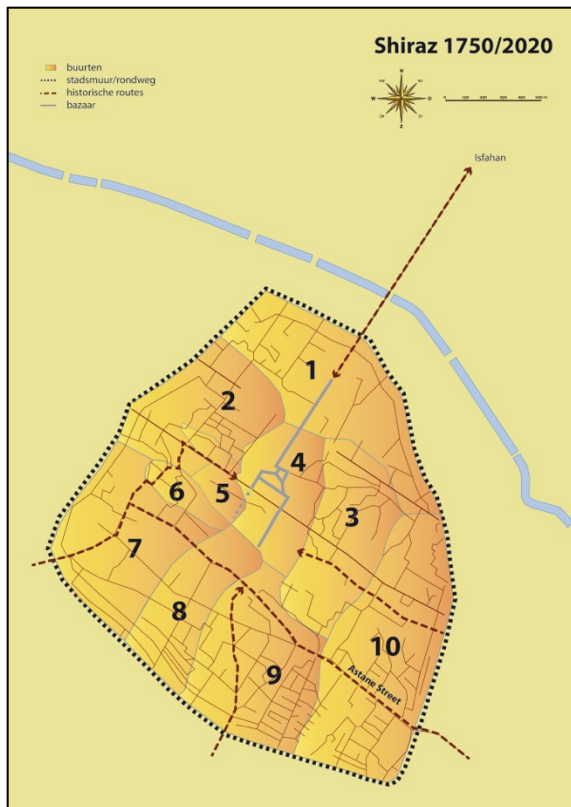 Shiraz 1750/2020
buurten
stadsmuur/rondweg
historische routes
bazaar
N
W
O
Z
Isfahan
1
2
4
3
5
6
7
8
9
10
Astane Street